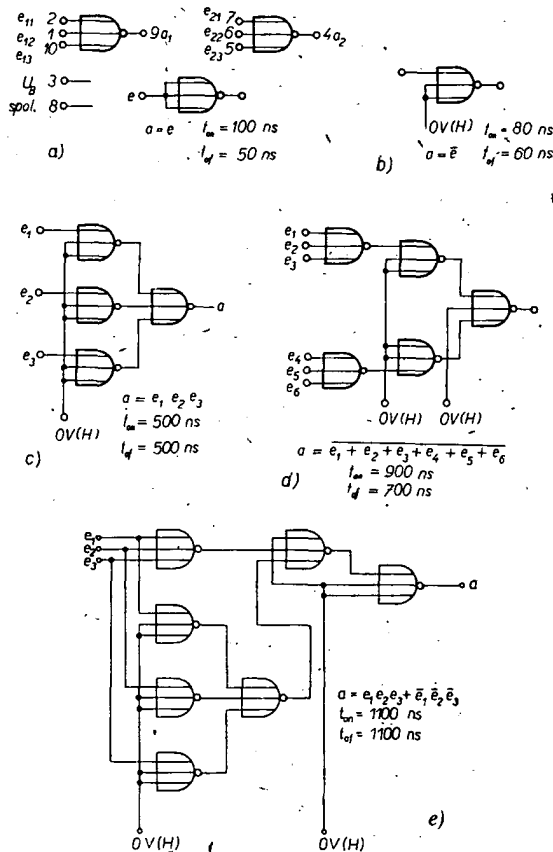 e11 2
e12 1
e13 10
9 a1
e21 7
e22 6
e23 5
4 a2
UB 3
spol. 8
e
a = e
ton = 100 ns
tof = 50 ns
a)
0V(H)
a = ē
ton = 80 ns
tof = 60 ns
b)
e1
e2
e3
a
0V(H)
a = e1 e2 e3
ton = 500 ns
tof = 500 ns
c)
e1
e2
e3
e4
e5
e6
0V(H) 0V(H)
a = \overline{e1 + e2 + e3 + e4 + e5 + e6}
ton = 900 ns
tof = 700 ns
d)
e1
e2
e3
a
a = e1 e2 e3 + ē1 ē2 ē3
ton = 1100 ns
tof = 1100 ns
0V(H) 0V(H)
e)